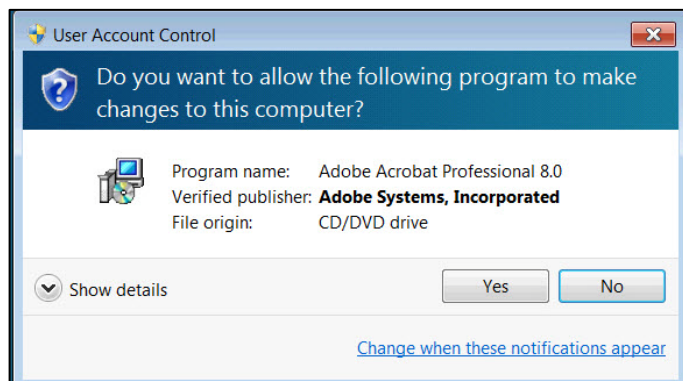 User Account Control
Do you want to allow the following program to make
changes to this computer?
Program name: Adobe Acrobat Professional 8.0
Verified publisher: Adobe Systems, Incorporated
File origin: CD/DVD drive
Show details
Yes
No
Change when these notifications appear